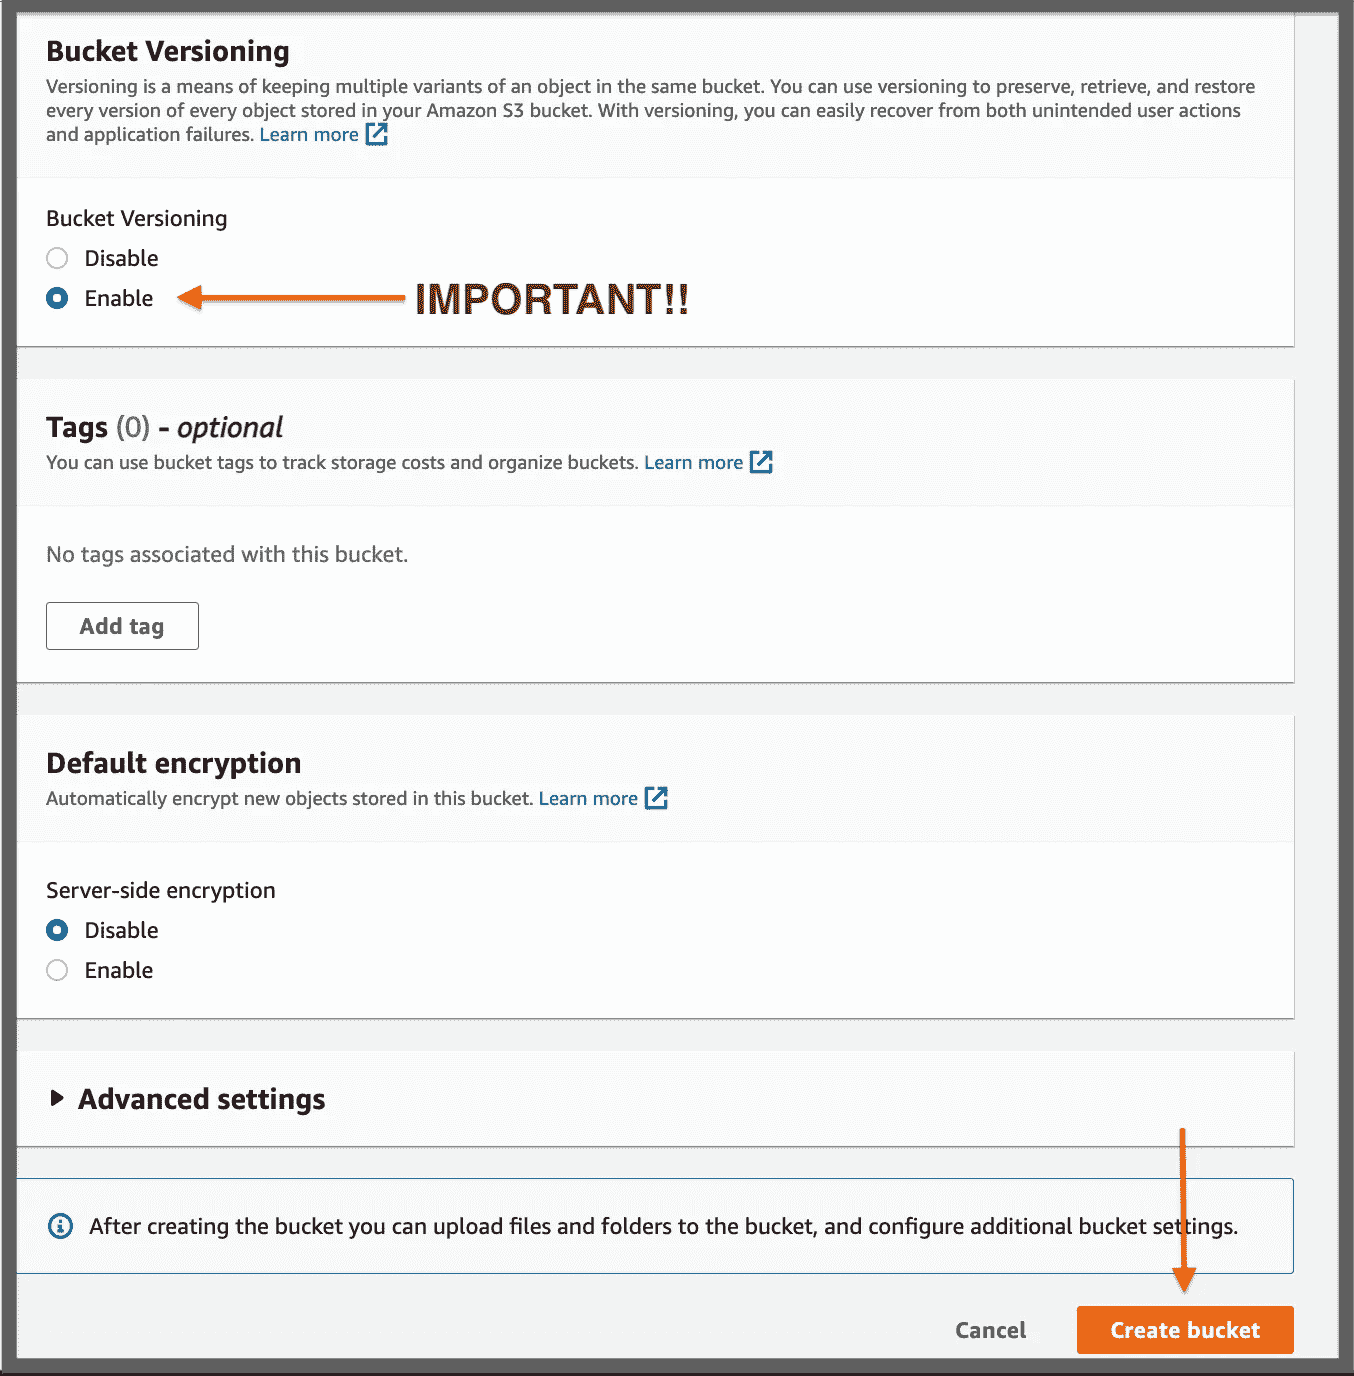 Bucket Versioning
Versioning is a means of keeping multiple variants of an object in the same bucket. You can use versioning to preserve, retrieve, and restore
every version of every object stored in your Amazon S3 bucket. With versioning, you can easily recover from both unintended user actions
and application failures. Learn more
Bucket Versioning
Disable
Enable
IMPORTANT!!
Tags (0) - optional
You can use bucket tags to track storage costs and organize buckets. Learn more
No tags associated with this bucket.
Add tag
Default encryption
Automatically encrypt new objects stored in this bucket. Learn more
Server-side encryption
Disable
Enable
Advanced settings
After creating the bucket you can upload files and folders to the bucket, and configure additional bucket settings.
Cancel
Create bucket